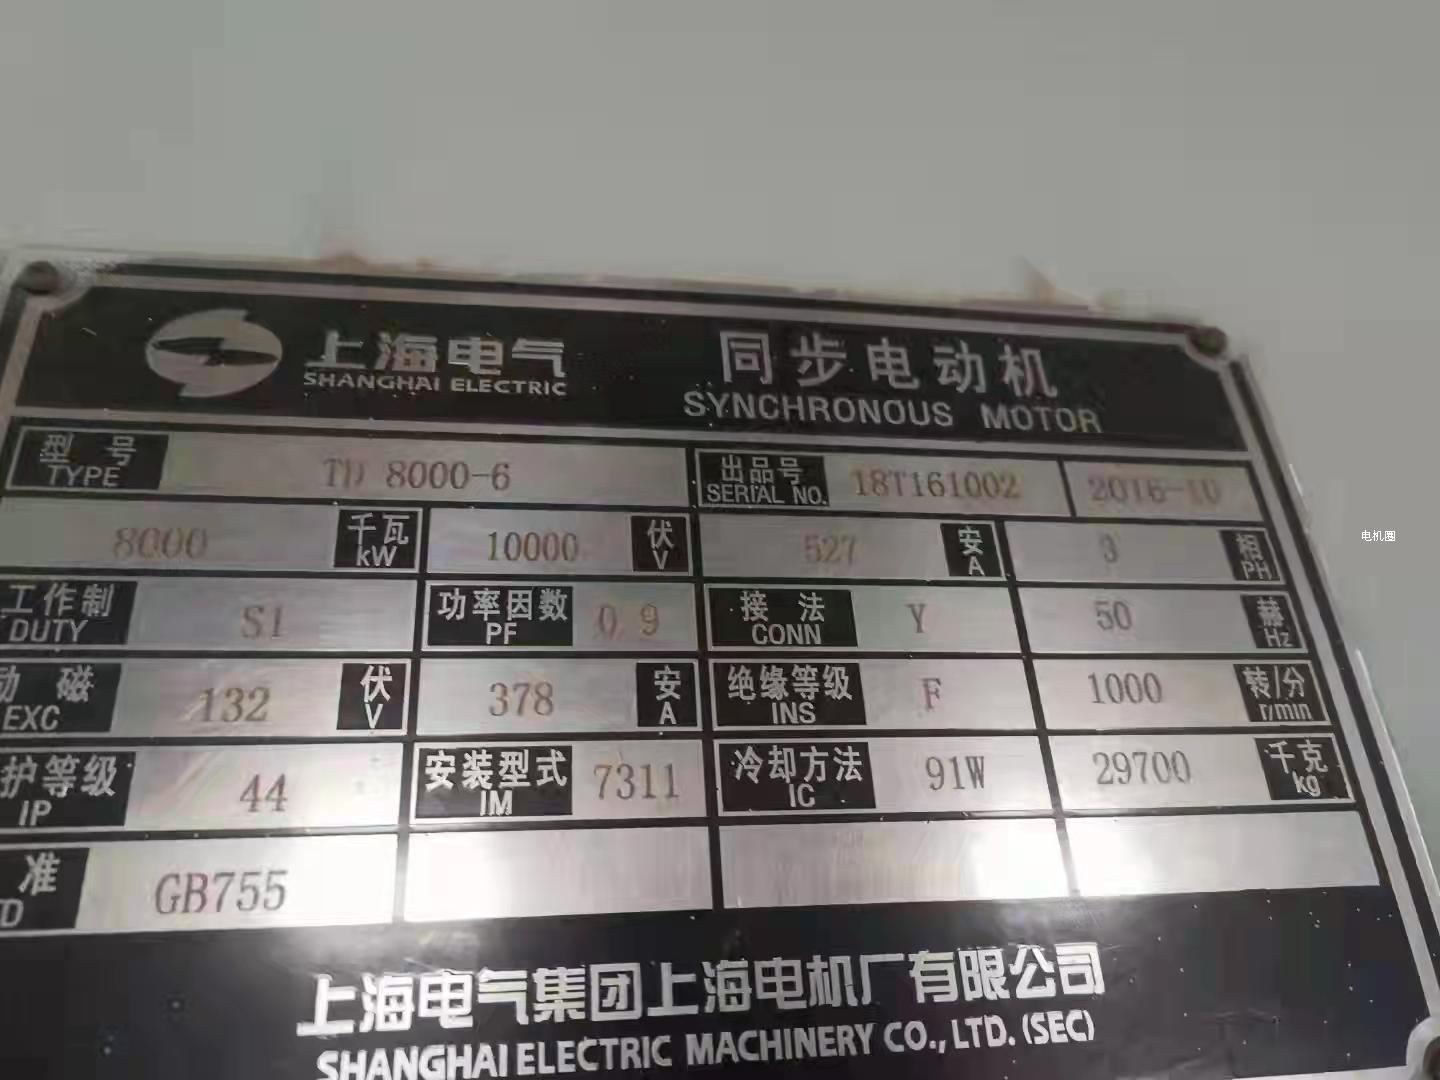 上海电气 同步电动机
SHANGHAI ELECTRIC SYNCHRONOUS MOTOR
型号 TYPE TD 8000-6 出品号 SERIAL NO. 18T161002 2016-10
8000 千瓦 kW 10000 伏 V 527 安 A 3 相 PH
工作制 DUTY S1 功率因数 PF 0.9 接法 CONN Y 50 赫 Hz
动磁 EXC 132 伏 V 378 安 A 绝缘等级 INS F 1000 转/分 r/min
护等级 IP 44 安装型式 IM 7311 冷却方法 IC 91W 29700 千克 kg
准 TD GB755
上海电气集团上海电机厂有限公司
SHANGHAI ELECTRIC MACHINERY CO., LTD. (SEC)
电机圈